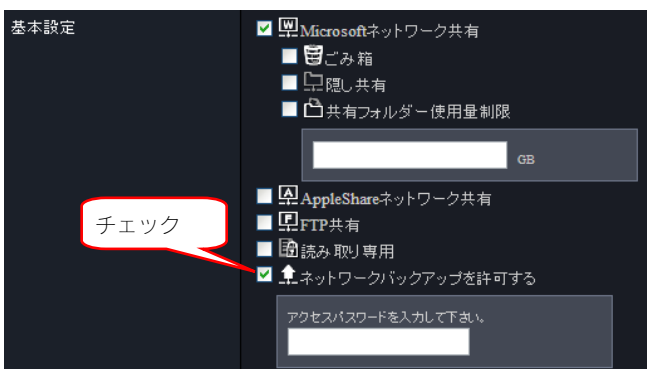 基本設定
Microsoftネットワーク共有
ごみ箱
隠し共有
共有フォルダー使用量制限
GB
AppleShareネットワーク共有
FTP共有
読み取り専用
チェック
ネットワークバックアップを許可する
アクセスパスワードを入力して下さい。